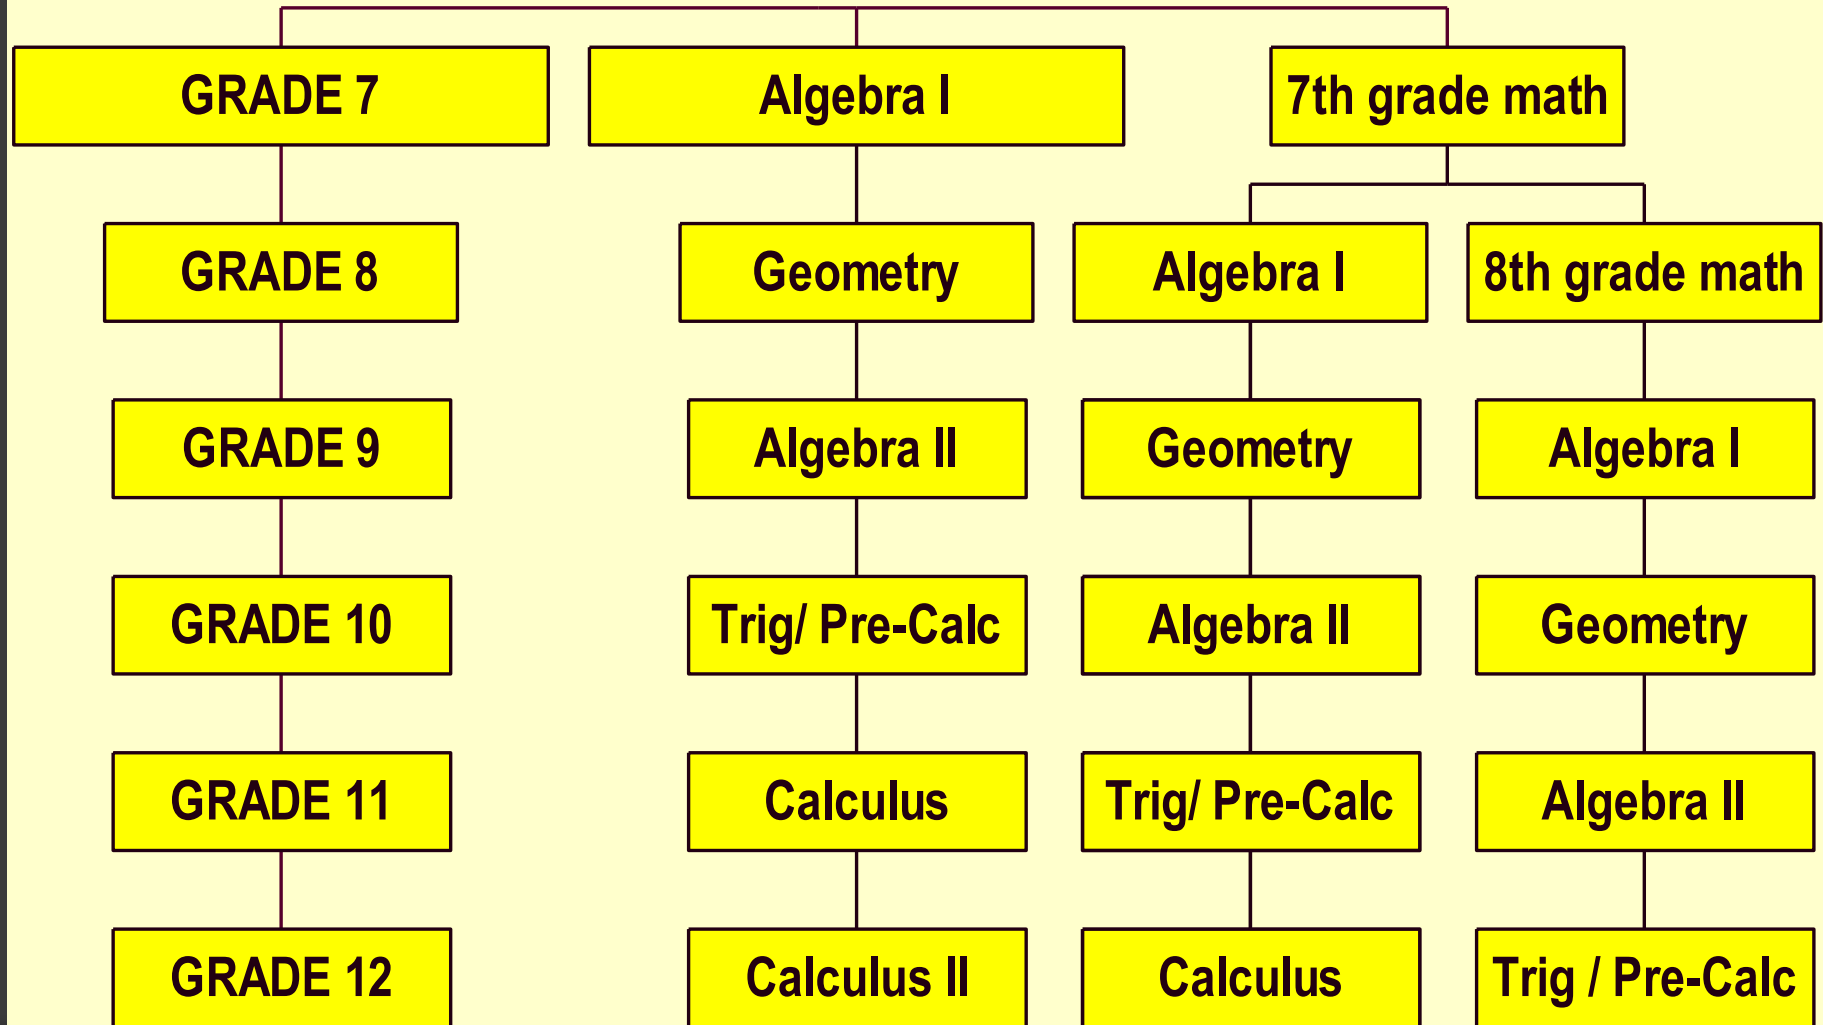 GRADE 7 Algebra I 7th grade math
GRADE 8 Geometry Algebra I 8th grade math
GRADE 9 Algebra II Geometry Algebra I
GRADE 10 Trig/ Pre-Calc Algebra II Geometry
GRADE 11 Calculus Trig/ Pre-Calc Algebra II
GRADE 12 Calculus II Calculus Trig / Pre-Calc